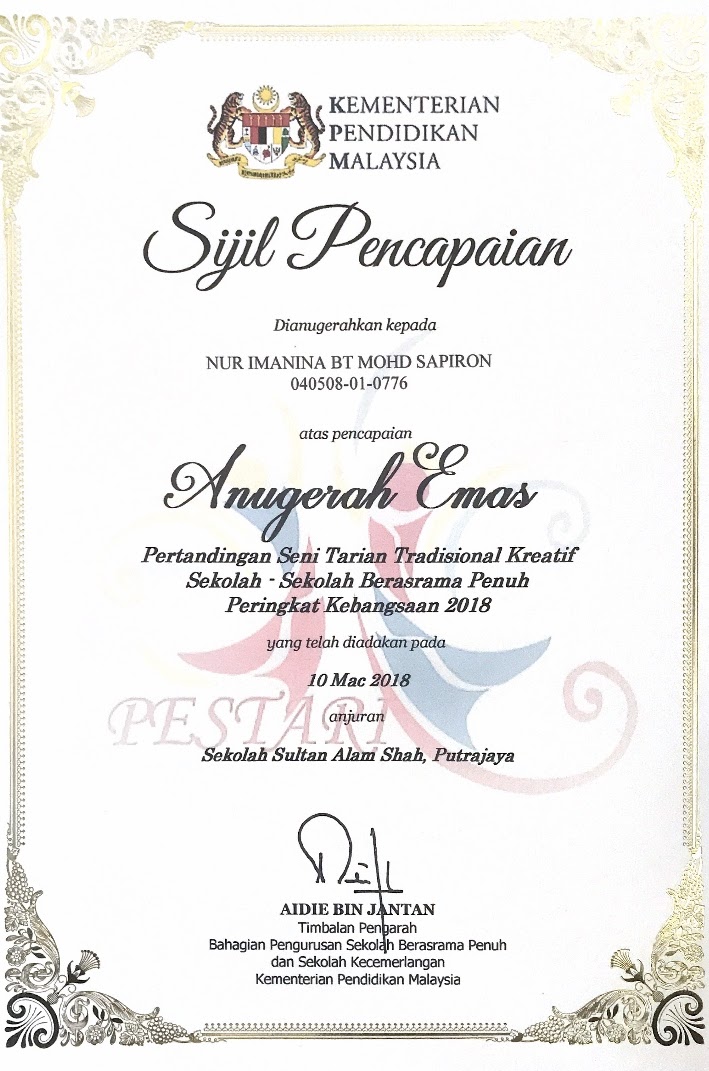 KEMENTERIAN
PENDIDIKAN
MALAYSIA
Sijil Pencapaian
Dianugerahkan kepada
NUR IMANINA BT MOHD SAPIRON
040508-01-0776
atas pencapaian
Anugerah Emas
Pertandingan Seni Tarian Tradisional Kreatif
Sekolah - Sekolah Berasrama Penuh
Peringkat Kebangsaan 2018
yang telah diadakan pada
10 Mac 2018
PESTARI
anjuran
Sekolah Sultan Alam Shah, Putrajaya
AIDIE BIN JANTAN
Timbalan Pengarah
Bahagian Pengurusan Sekolah Berasrama Penuh
dan Sekolah Kecemerlangan
Kementerian Pendidikan Malaysia